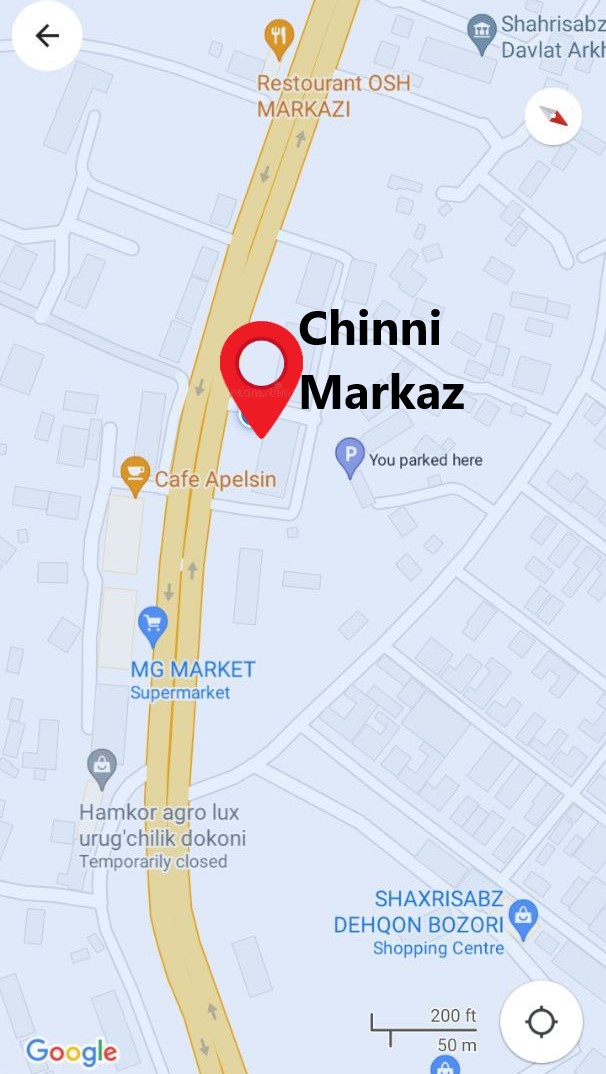 Shahrisabz
Davlat Arkh
Restourant OSH
MARKAZI
Chinni
Markaz
P
You parked here
Cafe Apelsin
MG MARKET
Supermarket
Hamkor agro lux
urug'chilik dokoni
Temporarily closed
SHAXRISABZ
DEHQON BOZORI
Shopping Centre
200 ft
50 m
Google